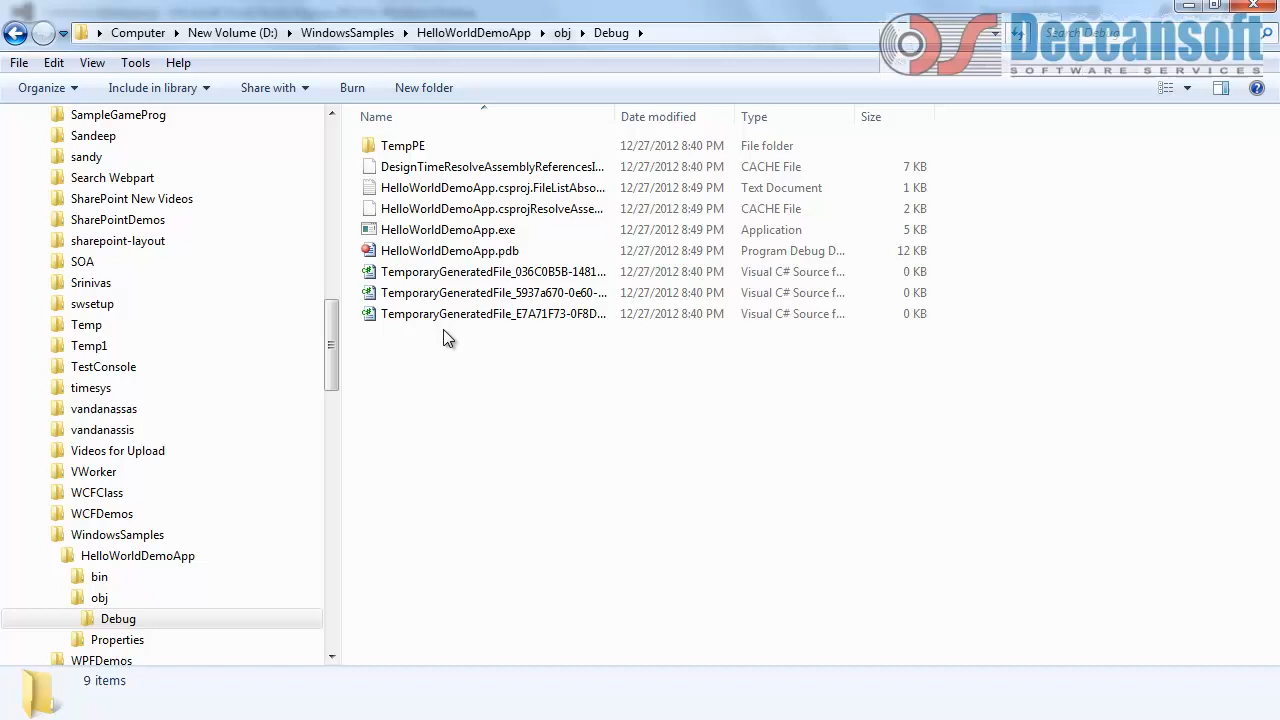 Computer New Volume (D:) WindowsSamples HelloWorldDemoApp obj Debug
Deccansoft
SOFTWARE SERVICES
File Edit View Tools Help
Organize Include in library Share with Burn New folder
SampleGameProg
Sandeep
sandy
Search Webpart
SharePoint New Videos
SharePointDemos
sharepoint-layout
SOA
Srinivas
swsetup
Temp
Temp1
TestConsole
timesys
vandanassas
vandanassis
Videos for Upload
VWorker
WCFClass
WCFDemos
WindowsSamples
HelloWorldDemoApp
bin
obj
Debug
Properties
WPFDemos
Name Date modified Type Size
TempPE 12/27/2012 8:40 PM File folder
DesignTimeResolveAssemblyReferencesI... 12/27/2012 8:40 PM CACHE File 7 KB
HelloWorldDemoApp.csproj.FileListAbso... 12/27/2012 8:49 PM Text Document 1 KB
HelloWorldDemoApp.csprojResolveAsse... 12/27/2012 8:49 PM CACHE File 2 KB
HelloWorldDemoApp.exe 12/27/2012 8:49 PM Application 5 KB
HelloWorldDemoApp.pdb 12/27/2012 8:49 PM Program Debug D... 12 KB
TemporaryGeneratedFile_036C0B5B-1481... 12/27/2012 8:40 PM Visual C# Source f... 0 KB
TemporaryGeneratedFile_5937a670-0e60-... 12/27/2012 8:40 PM Visual C# Source f... 0 KB
TemporaryGeneratedFile_E7A71F73-0F8D... 12/27/2012 8:40 PM Visual C# Source f... 0 KB
9 items